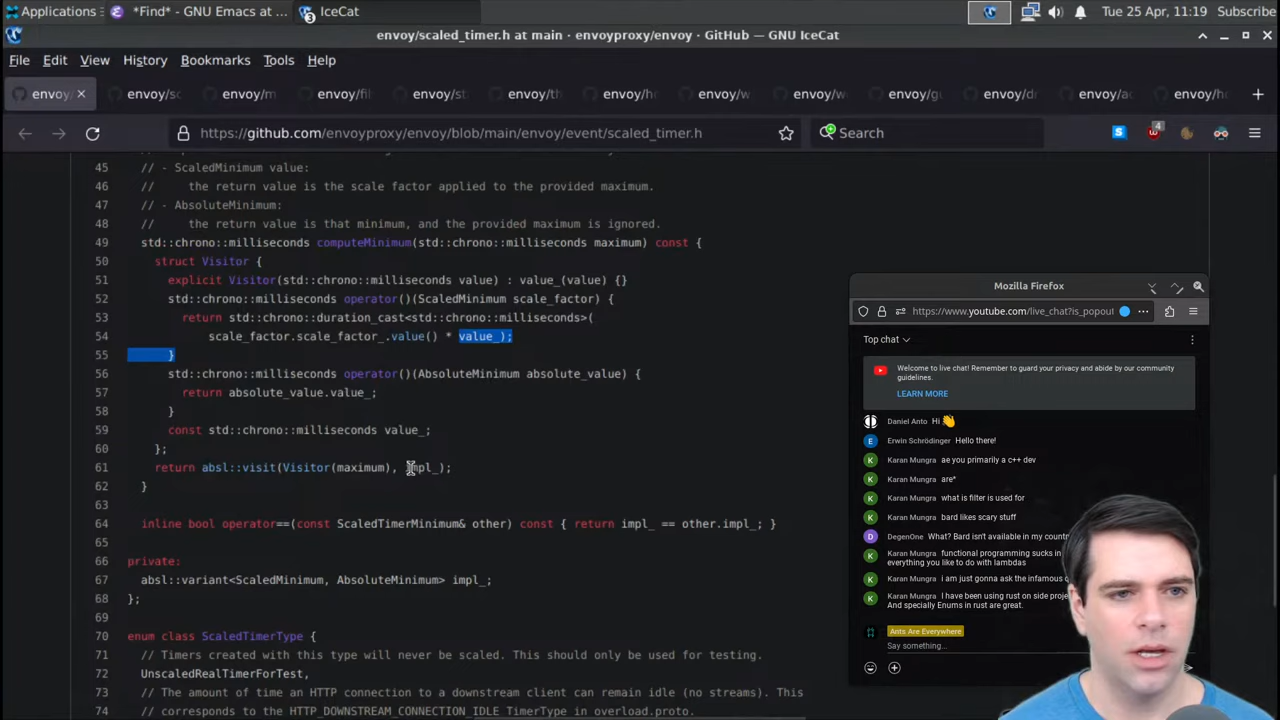 Applications
*Find* - GNU Emacs at ...
3 IceCat
Tue 25 Apr, 11:19 Subscribe
envoy/scaled_timer.h at main · envoyproxy/envoy · GitHub — GNU IceCat
File Edit View History Bookmarks Tools Help
envoy/ envoy/sc envoy/m envoy/fil envoy/st envoy/th envoy/h envoy/w envoy/w envoy/g envoy/d envoy/a envoy/h
https://github.com/envoyproxy/envoy/blob/main/envoy/event/scaled_timer.h
Search
4
45 // - ScaledMinimum value:
46 //     the return value is the scale factor applied to the provided maximum.
47 // - AbsoluteMinimum:
48 //     the return value is that minimum, and the provided maximum is ignored.
49 std::chrono::milliseconds computeMinimum(std::chrono::milliseconds maximum) const {
50 struct Visitor {
51 explicit Visitor(std::chrono::milliseconds value) : value_(value) {}
52 std::chrono::milliseconds operator()(ScaledMinimum scale_factor) {
53 return std::chrono::duration_cast<std::chrono::milliseconds>(
54 scale_factor.scale_factor_.value() * value_);
55 }
56 std::chrono::milliseconds operator()(AbsoluteMinimum absolute_value) {
57 return absolute_value.value_;
58 }
59 const std::chrono::milliseconds value_;
60 };
61 return absl::visit(Visitor(maximum), impl_);
62 }
63
64 inline bool operator==(const ScaledTimerMinimum& other) const { return impl_ == other.impl_; }
65
66 private:
67 absl::variant<ScaledMinimum, AbsoluteMinimum> impl_;
68 };
69
70 enum class ScaledTimerType {
71 // Timers created with this type will never be scaled. This should only be used for testing.
72 UnscaledRealTimerForTest,
73 // The amount of time an HTTP connection to a downstream client can remain idle (no streams). This
74 // corresponds to the HTTP_DOWNSTREAM_CONNECTION_IDLE TimerType in overload.proto.
Mozilla Firefox
https://www.youtube.com/live_chat?is_popout
Top chat
Welcome to live chat! Remember to guard your privacy and abide by our community
guidelines.
LEARN MORE
Daniel Anto Hi 👋
E Erwin Schrödinger Hello there!
K Karan Mungra ae you primarily a c++ dev
K Karan Mungra are*
K Karan Mungra what is filter is used for
K Karan Mungra bard likes scary stuff
D DegenOne What? Bard isn't available in my
K Karan Mungra functional programming sucks in
everything you like to do with lambdas
K Karan Mungra i am just gonna ask the infamous
K Karan Mungra I have been using rust on side
And specially Enums in rust are great.
Ants Are Everywhere
Say something...